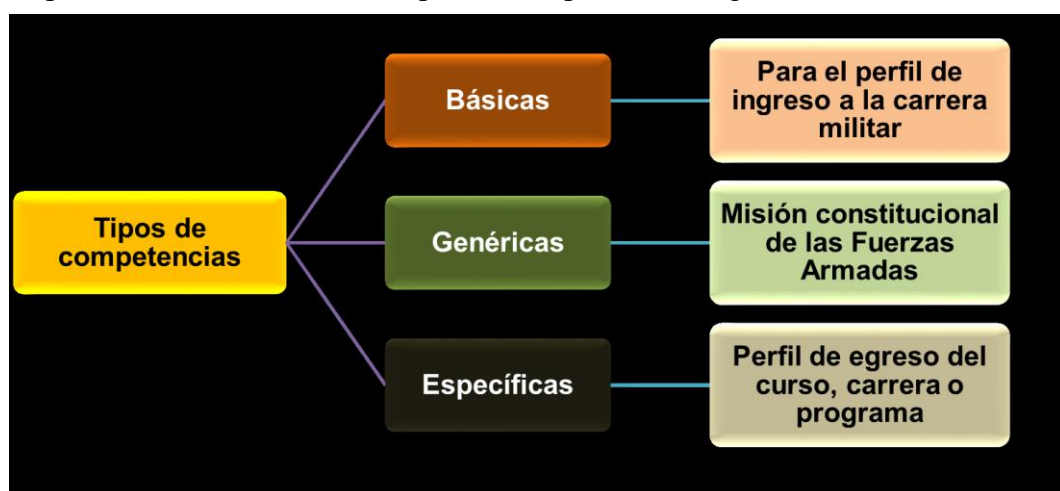 Tipos de
competencias
Básicas
Para el perfil de
ingreso a la carrera
militar
Genéricas
Misión constitucional
de las Fuerzas
Armadas
Específicas
Perfil de egreso del
curso, carrera o
programa